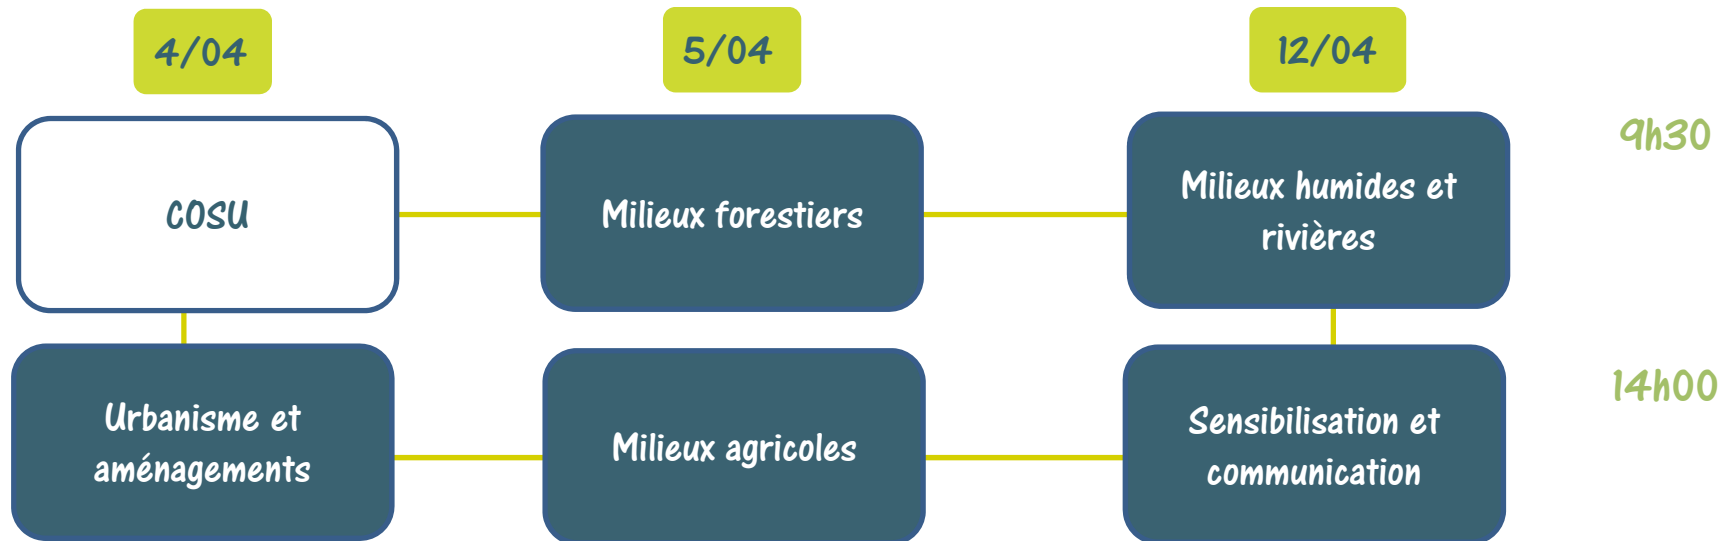 4/04
5/04
12/04
9h30
COSU
Milieux forestiers
Milieux humides et
rivières
14h00
Urbanisme et
aménagements
Milieux agricoles
Sensibilisation et
communication